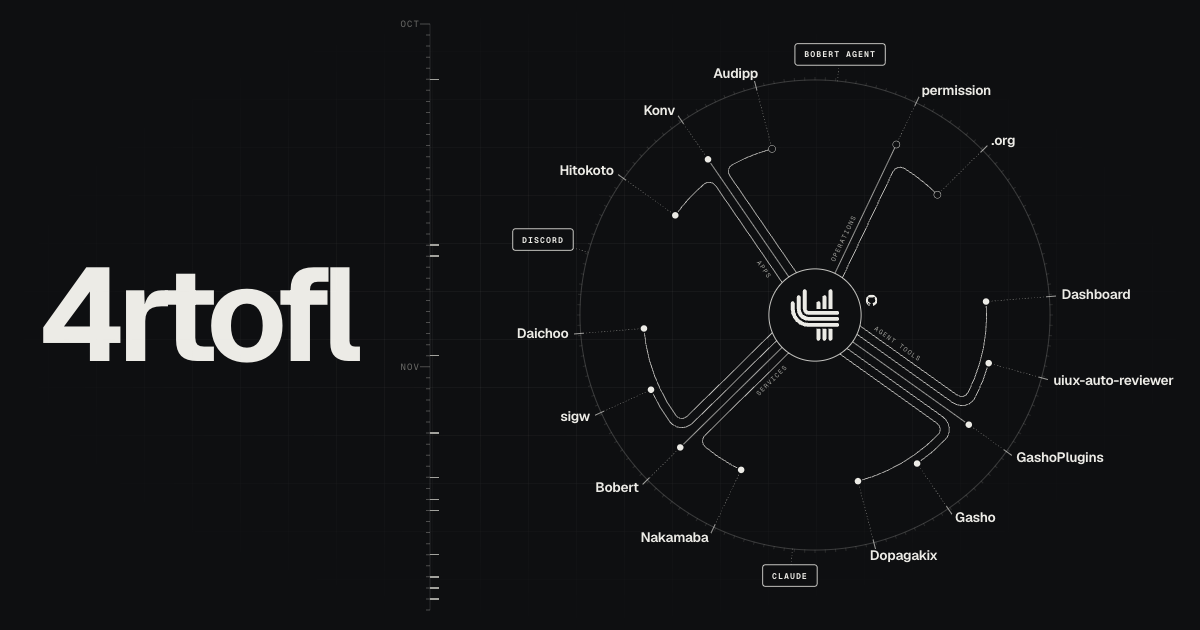 4rtofl
OCT
NOV
BOBERT AGENT
Audipp
permission
Konv
.org
Hitokoto
DISCORD
OPERATIONS
APPS
Dashboard
Daichoo
AGENT TOOLS
uiux-auto-reviewer
SERVICES
sigw
GashoPlugins
Bobert
Gasho
Nakamaba
Dopagakix
CLAUDE